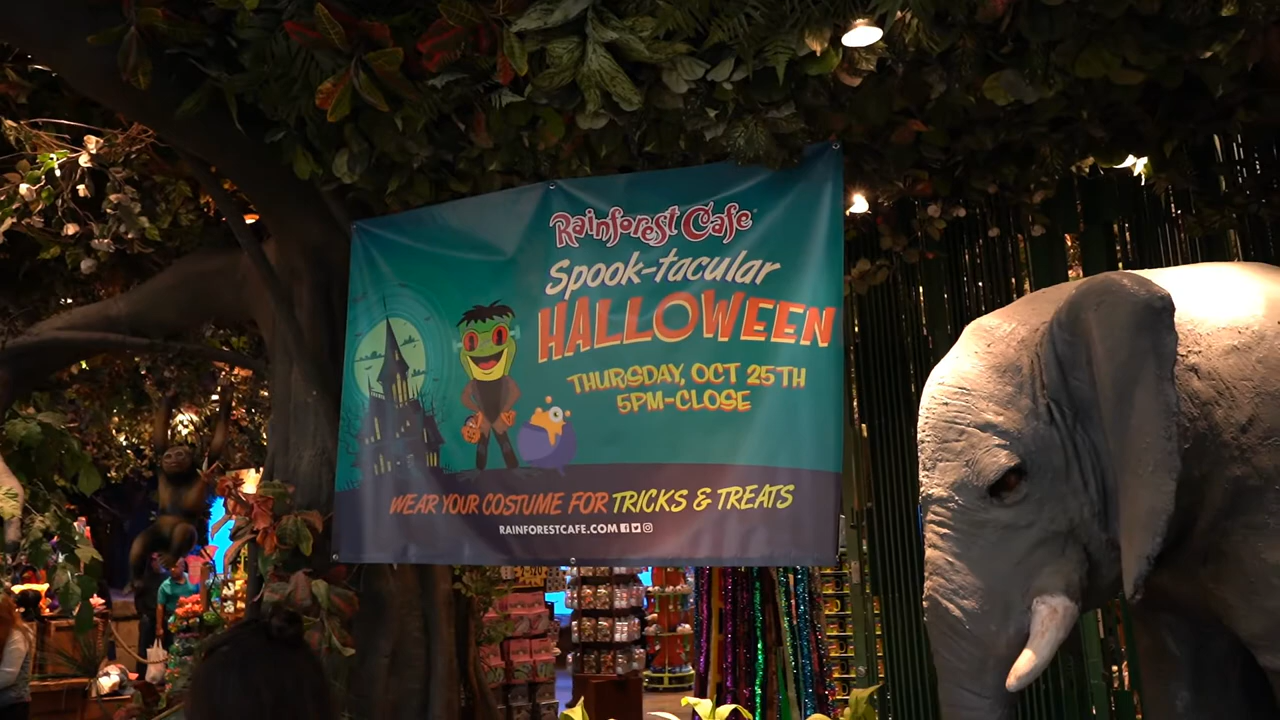 Rainforest Cafe
Spook-tacular
HALLOWEEN
THURSDAY, OCT 25TH
5PM-CLOSE
WEAR YOUR COSTUME FOR TRICKS & TREATS
RAINFORESTCAFE.COM